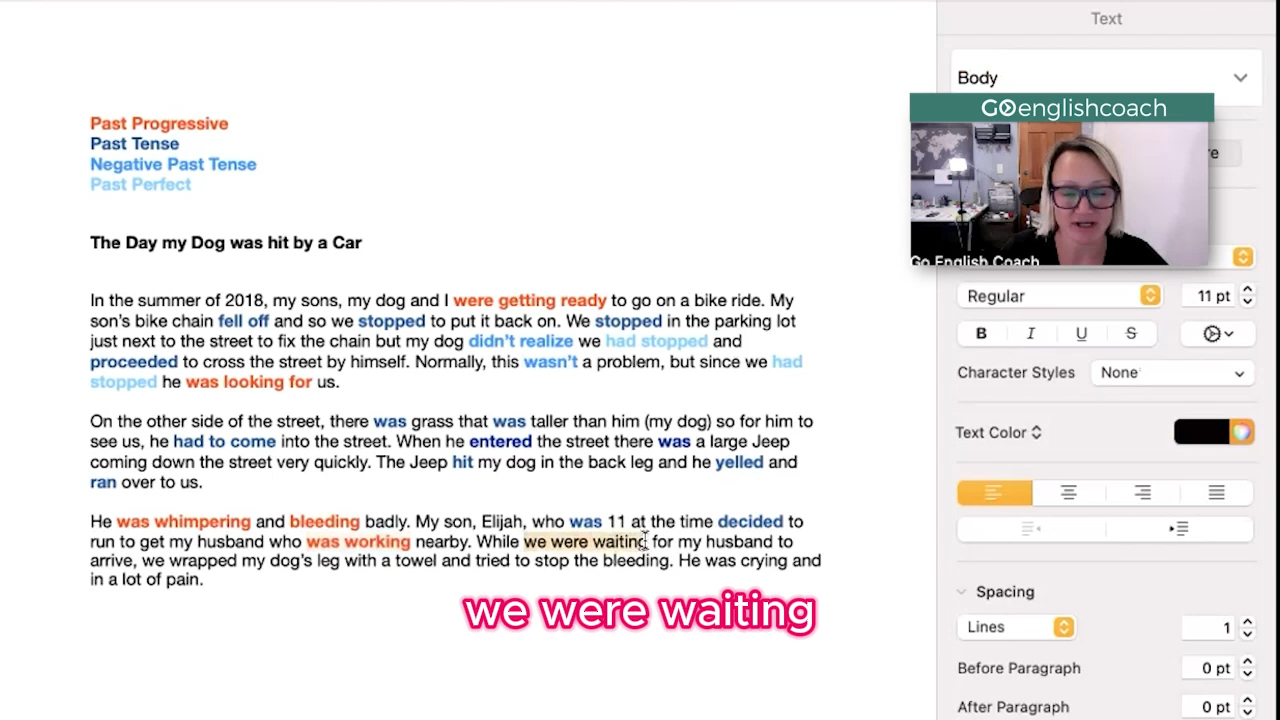 Text
Body
GO englishcoach
re
Past Progressive
Past Tense
Negative Past Tense
Past Perfect
The Day my Dog was hit by a Car
Go English Coach
Regular
11 pt
In the summer of 2018, my sons, my dog and I were getting ready to go on a bike ride. My
son's bike chain fell off and so we stopped to put it back on. We stopped in the parking lot
just next to the street to fix the chain but my dog didn't realize we had stopped and
proceeded to cross the street by himself. Normally, this wasn't a problem, but since we had
stopped he was looking for us.
B I U S
Character Styles
None
On the other side of the street, there was grass that was taller than him (my dog) so for him to
see us, he had to come into the street. When he entered the street there was a large Jeep
coming down the street very quickly. The Jeep hit my dog in the back leg and he yelled and
ran over to us.
Text Color
He was whimpering and bleeding badly. My son, Elijah, who was 11 at the time decided to
run to get my husband who was working nearby. While we were waiting for my husband to
arrive, we wrapped my dog's leg with a towel and tried to stop the bleeding. He was crying and
in a lot of pain.
we were waiting
Spacing
Lines
1
Before Paragraph
0 pt
After Paragraph
0 pt